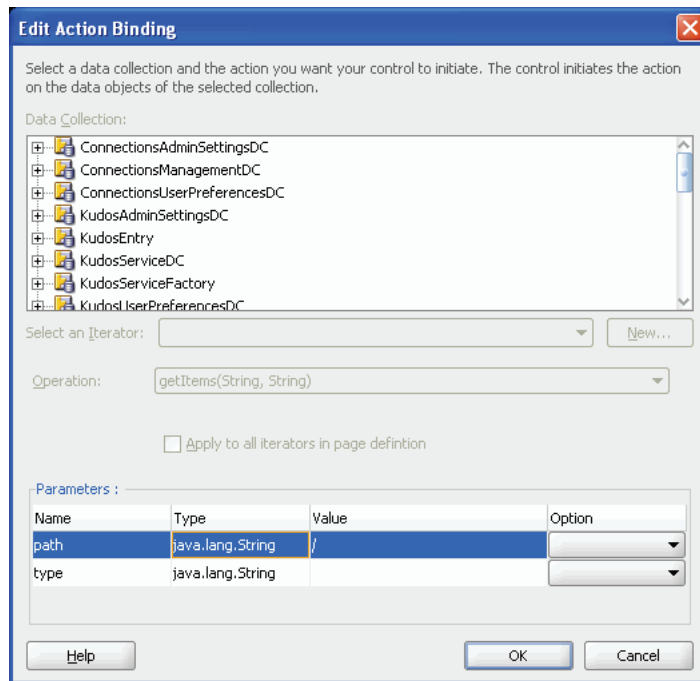 Edit Action Binding
Select a data collection and the action you want your control to initiate. The control initiates the action
on the data objects of the selected collection.
Data Collection:
ConnectionsAdminSettingsDC
ConnectionsManagementDC
ConnectionsUserPreferencesDC
KudosAdminSettingsDC
KudosEntry
KudosServiceDC
KudosServiceFactory
KudosUserPreferencesDC
Select an Iterator: New...
Operation: getItems(String, String)
Apply to all iterators in page defintion
Parameters :
Name Type Value Option
path java.lang.String /
type java.lang.String
Help OK Cancel